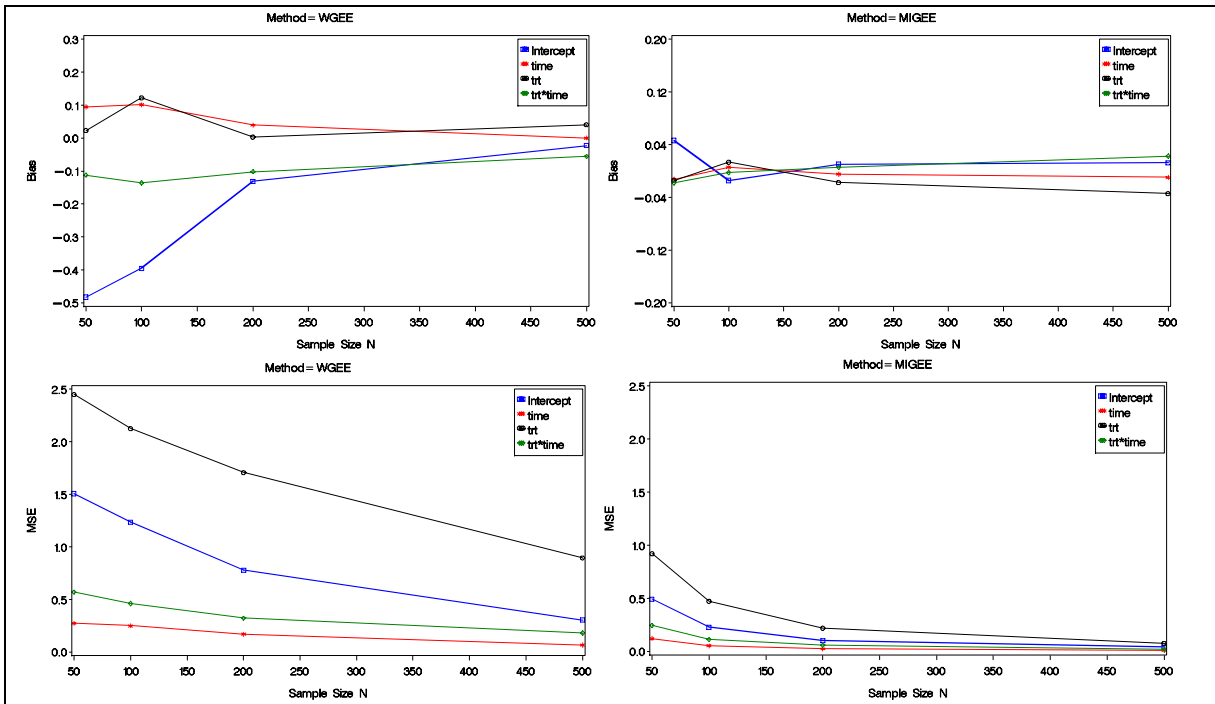 Method= WGEE
0.3
0.2
0.1
0.0
−0.1
−0.2
−0.3
−0.4
−0.5
Bias
Intercept
time
trt
trt*time
50 100 150 200 250 300 350 400 450 500
Sample Size N
Method= MIGEE
0.20
0.12
0.04
−0.04
−0.12
−0.20
Bias
Intercept
time
trt
trt*time
50 100 150 200 250 300 350 400 450 500
Sample Size N
Method= WGEE
2.5
2.0
1.5
1.0
0.5
0.0
MSE
Intercept
time
trt
trt*time
50 100 150 200 250 300 350 400 450 500
Sample Size N
Method= MIGEE
2.5
2.0
1.5
1.0
0.5
0.0
MSE
Intercept
time
trt
trt*time
50 100 150 200 250 300 350 400 450 500
Sample Size N